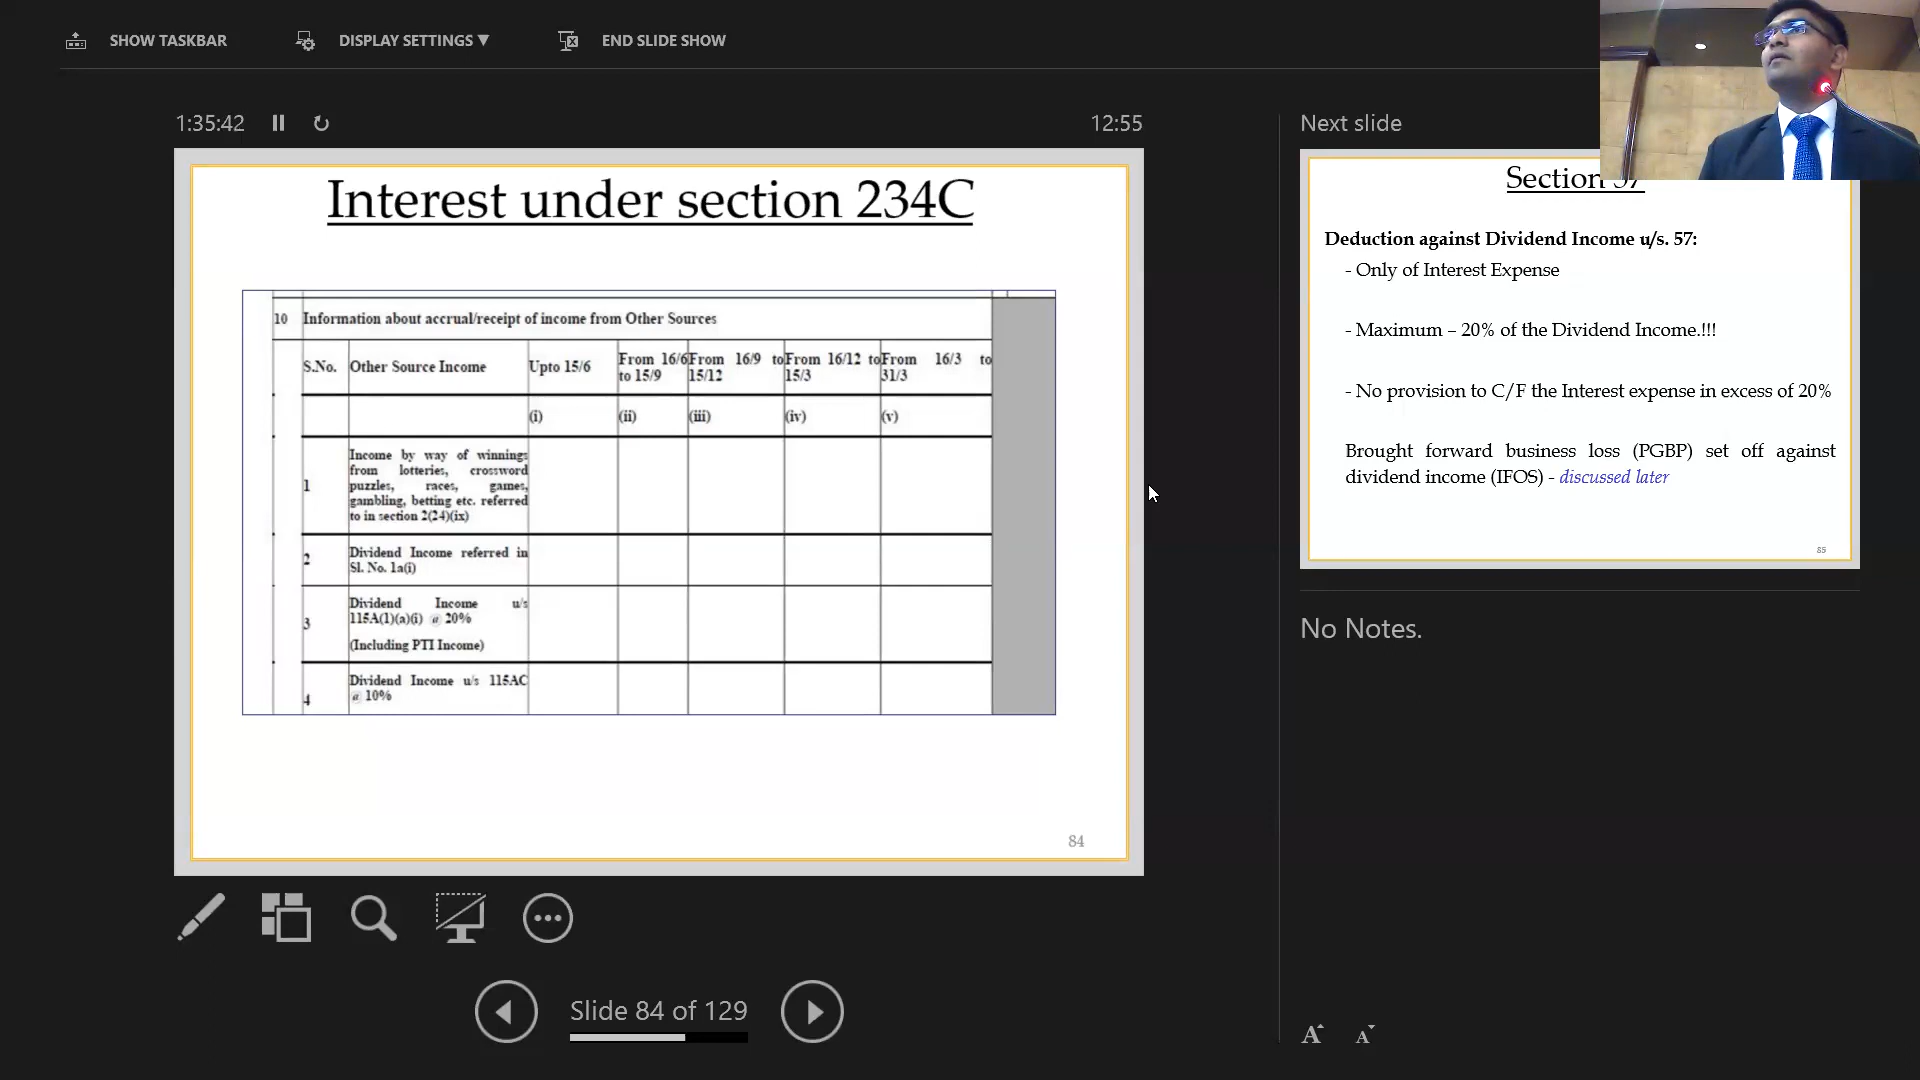 SHOW TASKBAR
DISPLAY SETTINGS ▼
END SLIDE SHOW
1:35:42
12:55
Interest under section 234C
10 Information about accrual/receipt of income from Other Sources
S.No. Other Source Income Upto 15/6 From 16/6 to 15/9 From 16/9 to 15/12 From 16/12 to 15/3 From 16/3 to 31/3
(i) (ii) (iii) (iv) (v)
1
Income by way of winnings
from lotteries, crossword
puzzles, races, games,
gambling, betting etc. referred
to in section 2(24)(ix)
2
Dividend Income referred in
Sl. No. 1a(i)
3
Dividend Income u/s
115A(1)(a)(i) @ 20%
(Including PTI Income)
4
Dividend Income u/s 115AC
@ 10%
84
Slide 84 of 129
Next slide
Section 57
Deduction against Dividend Income u/s. 57:
- Only of Interest Expense
- Maximum – 20% of the Dividend Income.!!!
- No provision to C/F the Interest expense in excess of 20%
Brought forward business loss (PGBP) set off against
dividend income (IFOS) - discussed later
85
No Notes.
A A